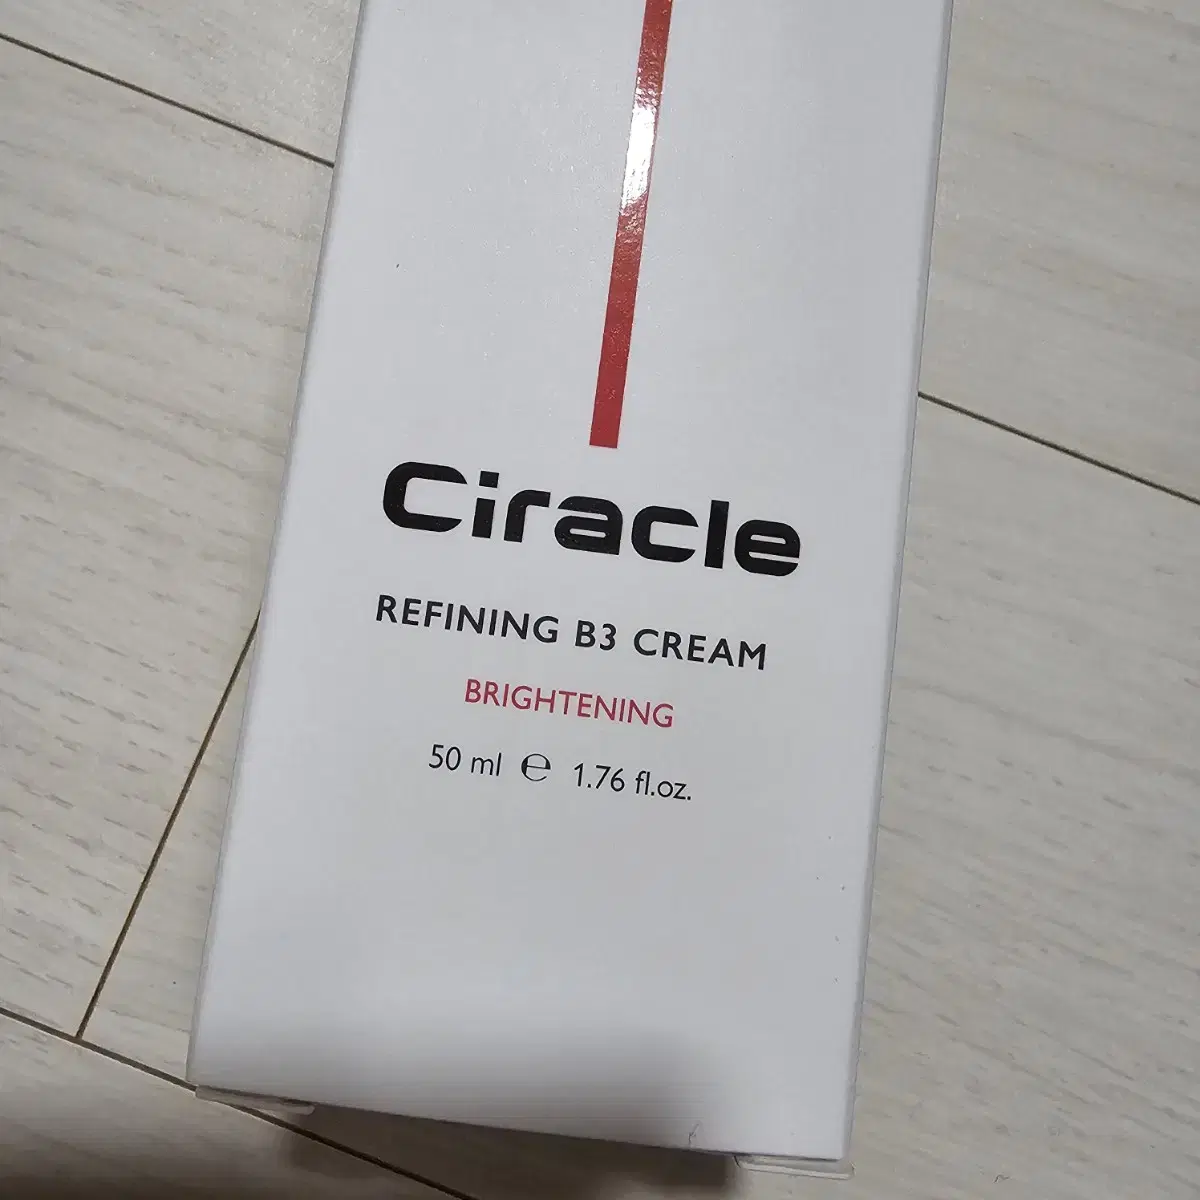 Ciracle
REFINING B3 CREAM
BRIGHTENING
50 ml ℮ 1.76 fl.oz.